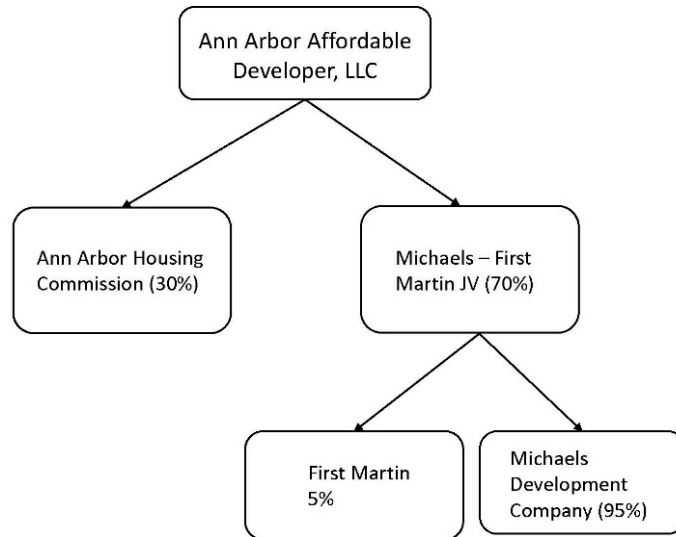 Ann Arbor Affordable
Developer, LLC
Ann Arbor Housing
Commission (30%)
Michaels – First
Martin JV (70%)
First Martin
5%
Michaels
Development
Company (95%)